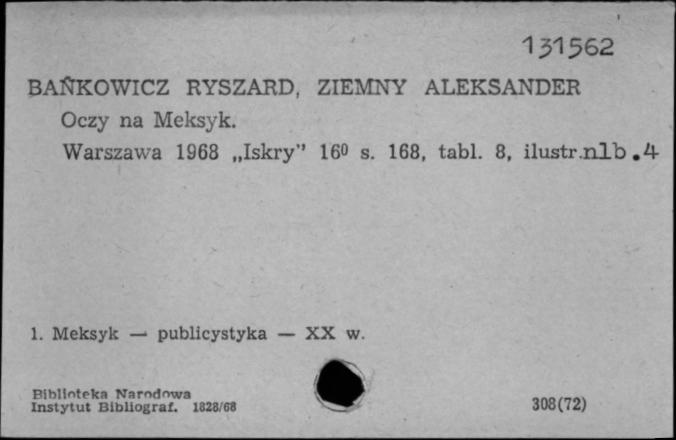 131562
BAŃKOWICZ RYSZARD, ZIEMNY ALEKSANDER
Oczy na Meksyk.
Warszawa 1968 „Iskry” 16⁰ s. 168, tabl. 8, ilustr.nlb.4
1. Meksyk — publicystyka — XX w.
Biblioteka Narodowa
Instytut Bibliograf. 1828/68
308(72)